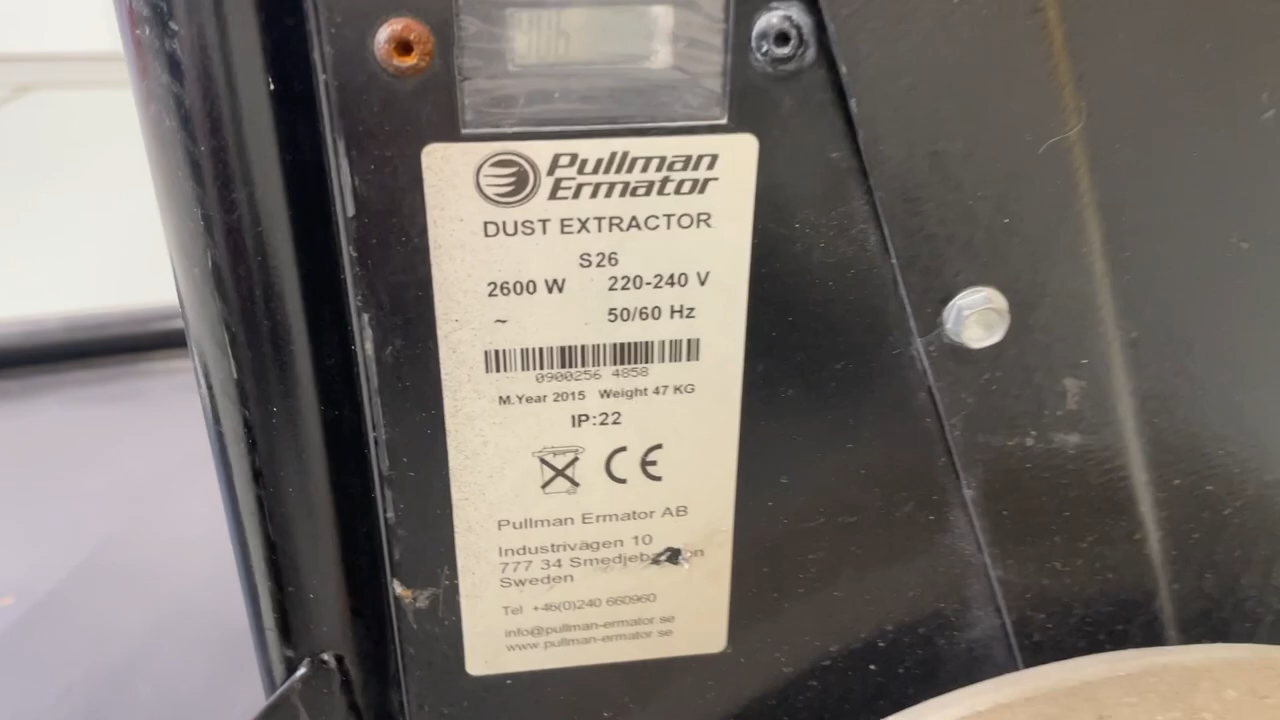 Pullman
Ermator
DUST EXTRACTOR
S26
2600 W 220-240 V
~ 50/60 Hz
0900256 4858
M.Year 2015 Weight 47 KG
IP:22
CE
Pullman Ermator AB
Industrivägen 10
777 34
Sweden
Tel +46(0)240 660960
info@pullman-ermator.se
www.pullman-ermator.se